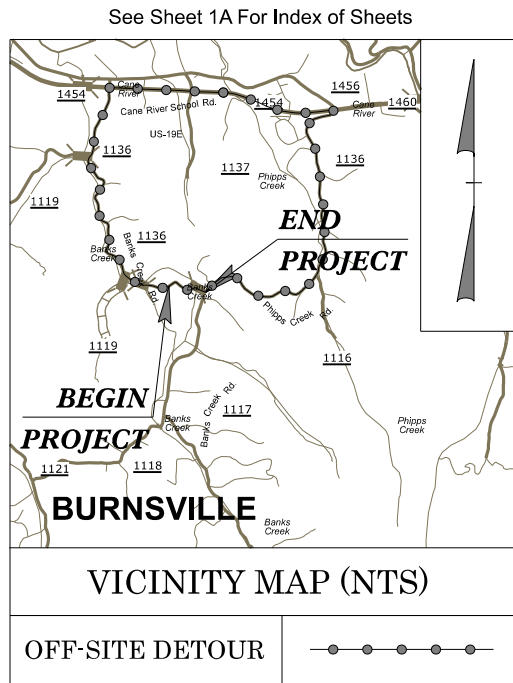 See Sheet 1A For Index of Sheets
Cane
River
1454
Cane River School Rd.
1454
1456
Cane
River
1460
US-19E
1136
1137
1136
Phipps
Creek
1119
END
PROJECT
1136
Banks
Creek
Banks Creek Rd.
Banks
Creek
Phipps Creek Rd.
1119
1116
BEGIN
PROJECT
Banks Creek Rd.
1117
Banks
Creek
Phipps
Creek
1121
1118
BURNSVILLE
Banks
Creek
VICINITY MAP (NTS)
OFF-SITE DETOUR